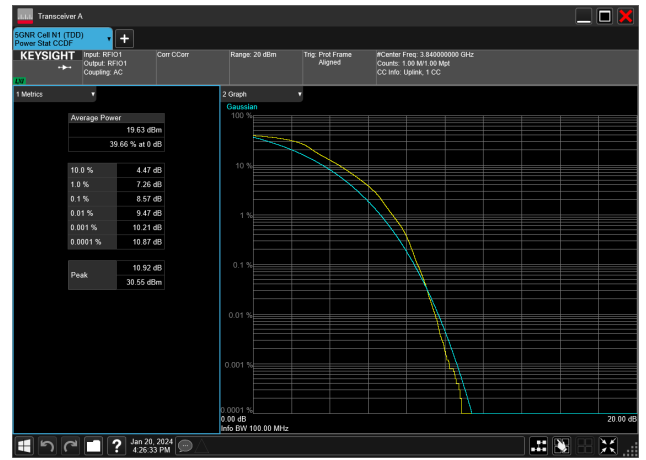 Transceiver A
5GNR Cell N1 (TDD)
Power Stat CCDF
KEYSIGHT
Input: RFIO1
Output: RFIO1
Coupling: AC
Corr CCorr
Range: 20 dBm
Trig: Prot Frame
Aligned
#Center Freq: 3.840000000 GHz
Counts: 1.00 M/1.00 Mpt
CC Info: Uplink, 1 CC
1 Metrics
Average Power
19.63 dBm
39.66 % at 0 dB
10.0 % 4.47 dB
1.0 % 7.26 dB
0.1 % 8.57 dB
0.01 % 9.47 dB
0.001 % 10.21 dB
0.0001 % 10.87 dB
Peak
10.92 dB
30.55 dBm
2 Graph
Gaussian
100 %
10 %
1 %
0.1 %
0.01 %
0.001 %
0.0001 %
0.00 dB
20.00 dB
Info BW 100.00 MHz
? Jan 20, 2024
4:26:33 PM